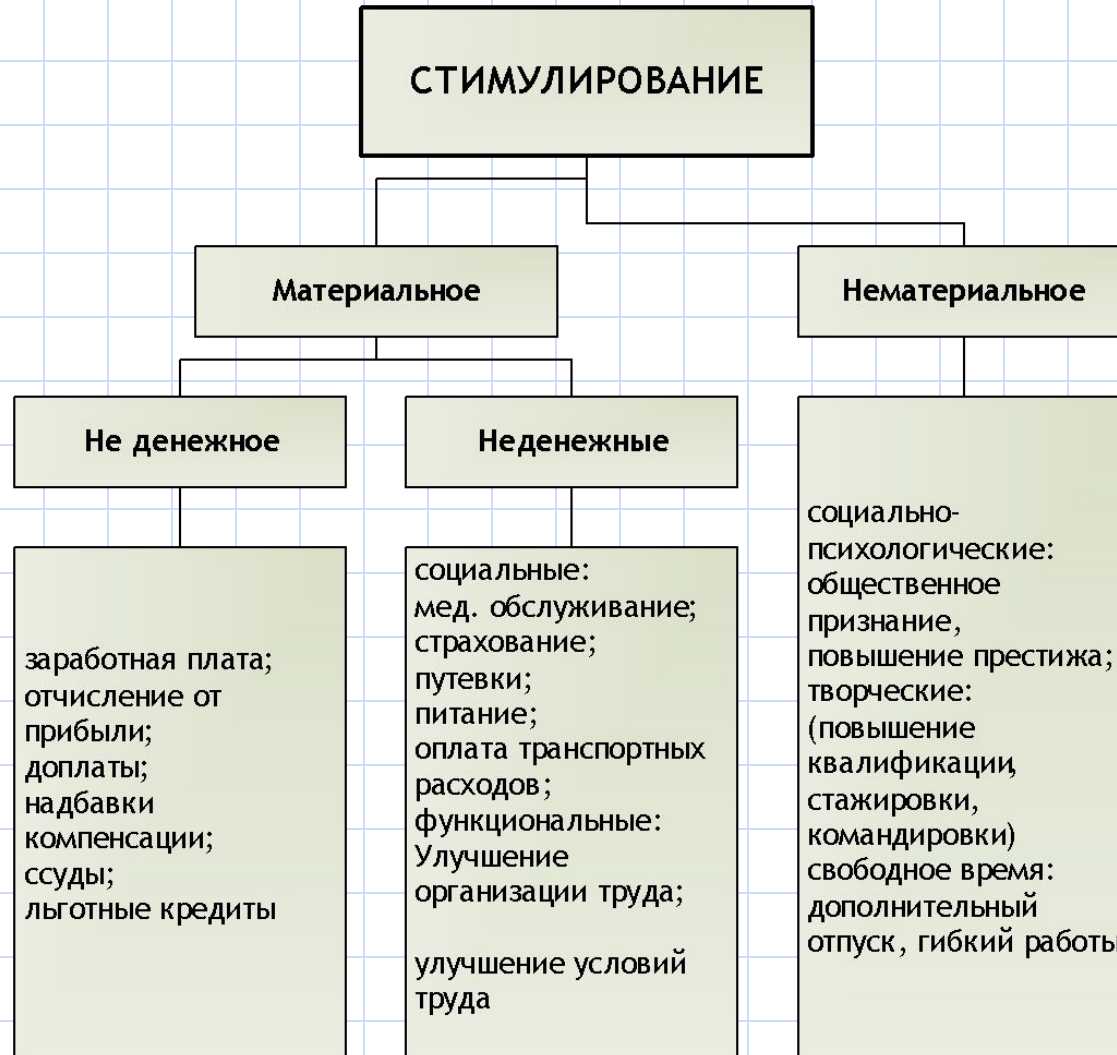 СТИМУЛИРОВАНИЕ
Материальное
Нематериальное
Не денежное
Неденежные
заработная плата;
отчисление от
прибыли;
доплаты;
надбавки
компенсации;
ссуды;
льготные кредиты
социальные:
мед. обслуживание;
страхование;
путевки;
питание;
оплата транспортных
расходов;
функциональные:
Улучшение
организации труда;
улучшение условий
труда
социально-
психологические:
общественное
признание,
повышение престижа;
творческие:
(повышение
квалификации,
стажировки,
командировки)
свободное время:
дополнительный
отпуск, гибкий работы